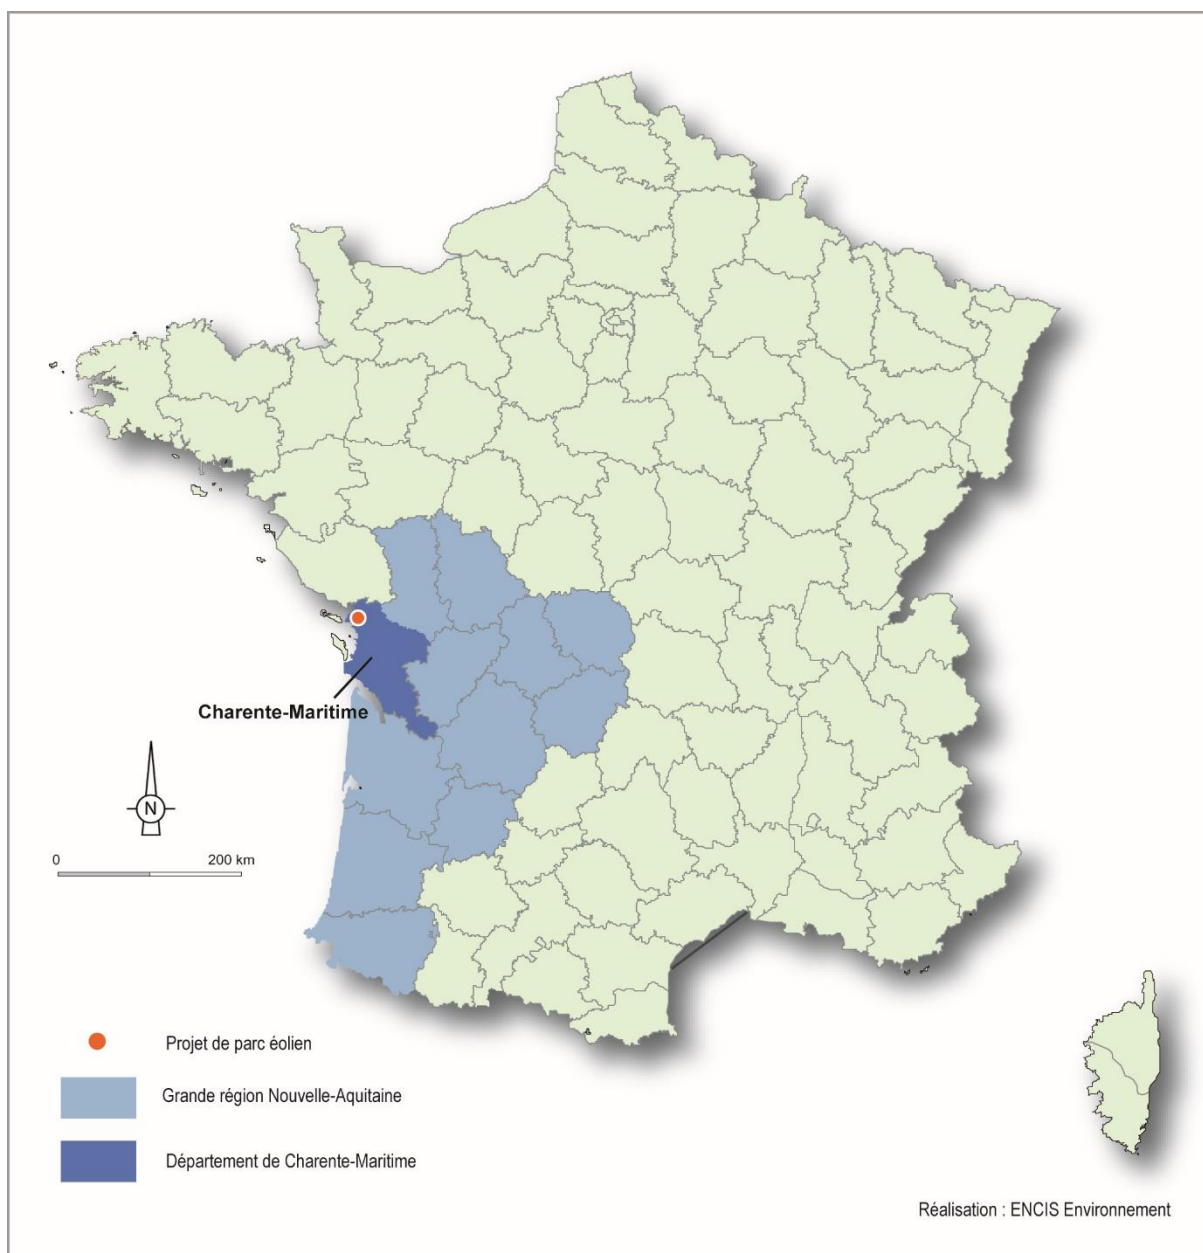 Charente-Maritime
N
0 200 km
Projet de parc éolien
Grande région Nouvelle-Aquitaine
Département de Charente-Maritime
Réalisation : ENCIS Environnement